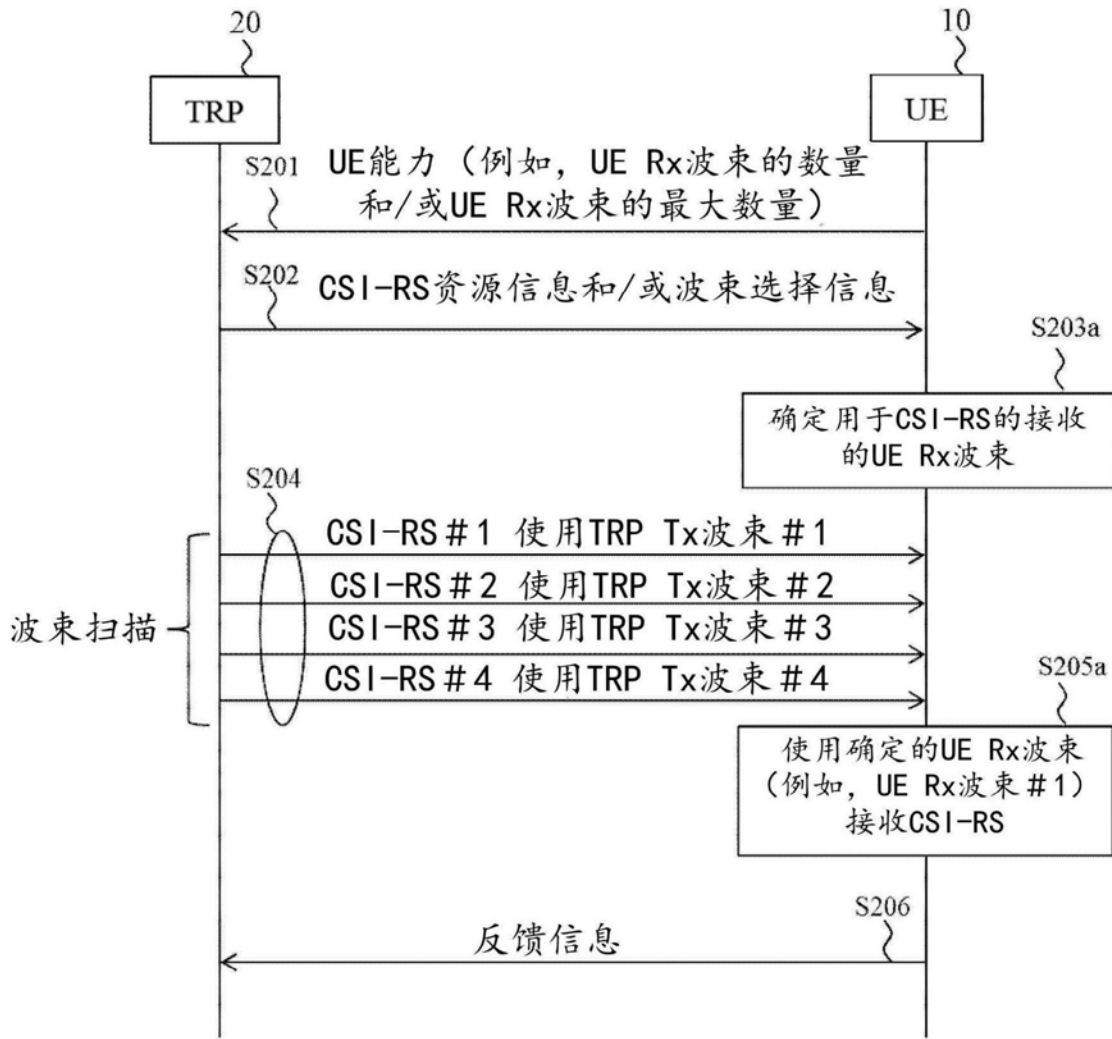 20
10
TRP
UE
S201
UE能力（例如，UE Rx波束的数量
和/或UE Rx波束的最大数量）
S202
CSI-RS资源信息和/或波束选择信息
S203a
确定用于CSI-RS的接收
的UE Rx波束
S204
CSI-RS＃1 使用TRP Tx波束＃1
CSI-RS＃2 使用TRP Tx波束＃2
波束扫描
CSI-RS＃3 使用TRP Tx波束＃3
CSI-RS＃4 使用TRP Tx波束＃4
S205a
使用确定的UE Rx波束
（例如，UE Rx波束＃1）
接收CSI-RS
S206
反馈信息